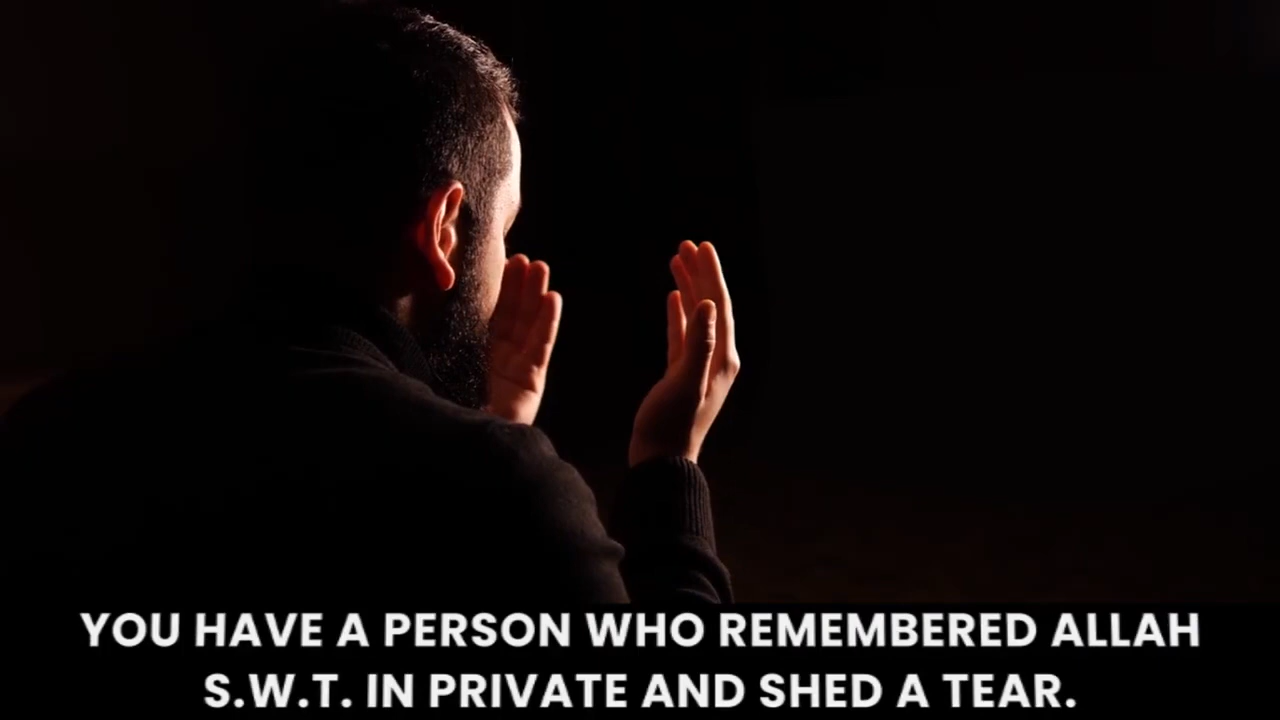 YOU HAVE A PERSON WHO REMEMBERED ALLAH
S.W.T. IN PRIVATE AND SHED A TEAR.